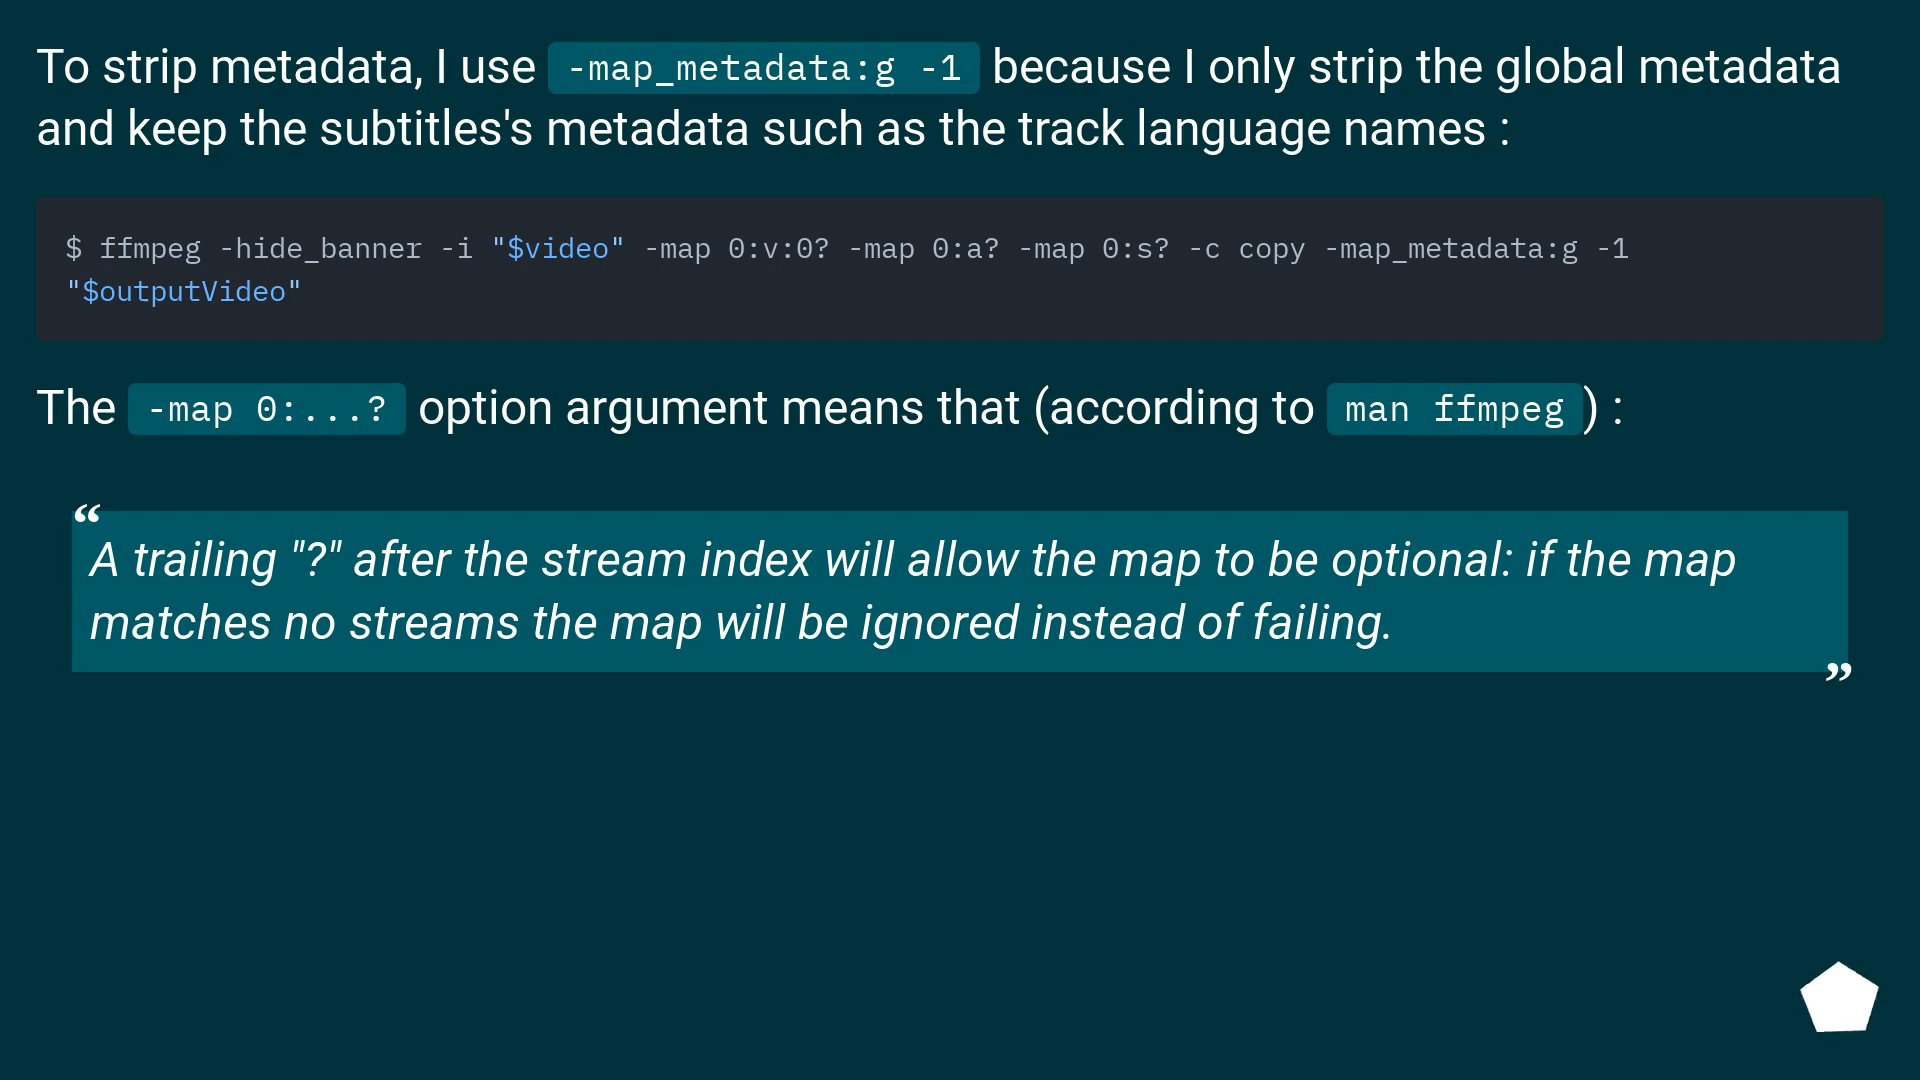 To strip metadata, I use -map_metadata:g -1 because I only strip the global metadata
and keep the subtitles's metadata such as the track language names :
$ ffmpeg -hide_banner -i "$video" -map 0:v:0? -map 0:a? -map 0:s? -c copy -map_metadata:g -1
"$outputVideo"
The -map 0:...? option argument means that (according to man ffmpeg) :
“
A trailing "?" after the stream index will allow the map to be optional: if the map
matches no streams the map will be ignored instead of failing.
”